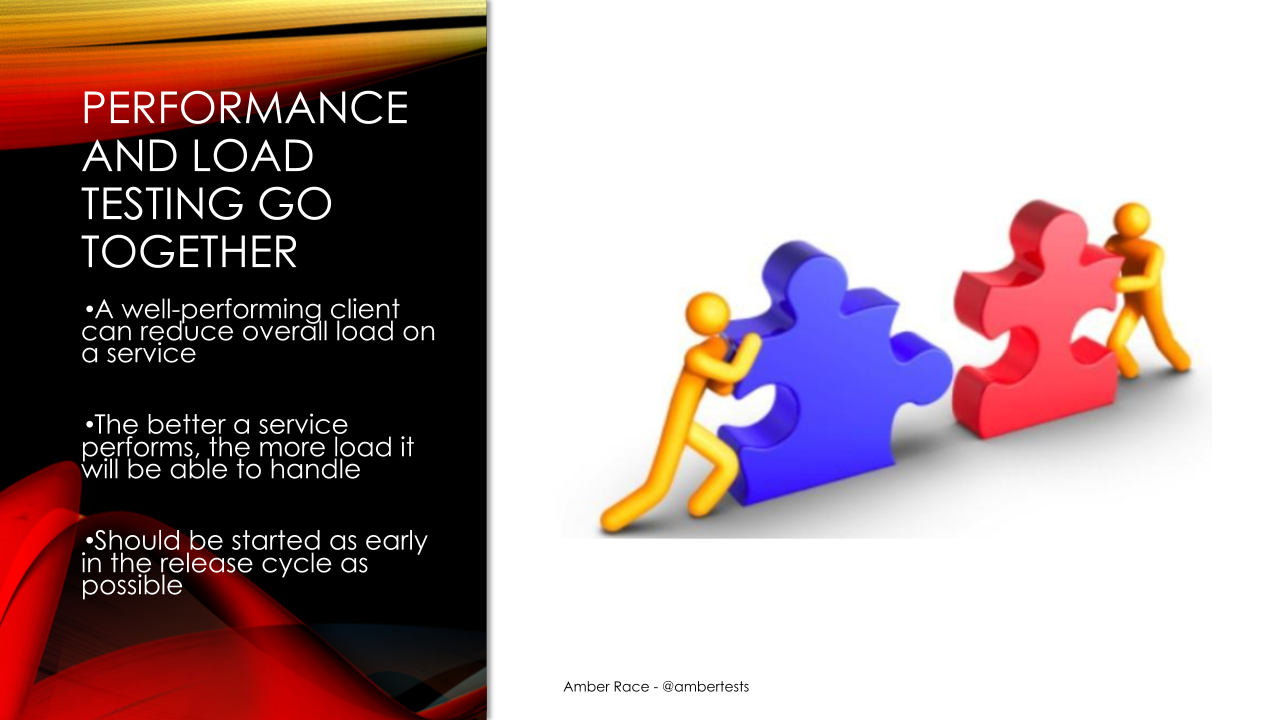 PERFORMANCE
AND LOAD
TESTING GO
TOGETHER
•A well-performing client
can reduce overall load on
a service
•The better a service
performs, the more load it
will be able to handle
•Should be started as early
in the release cycle as
possible
Amber Race - @ambertests